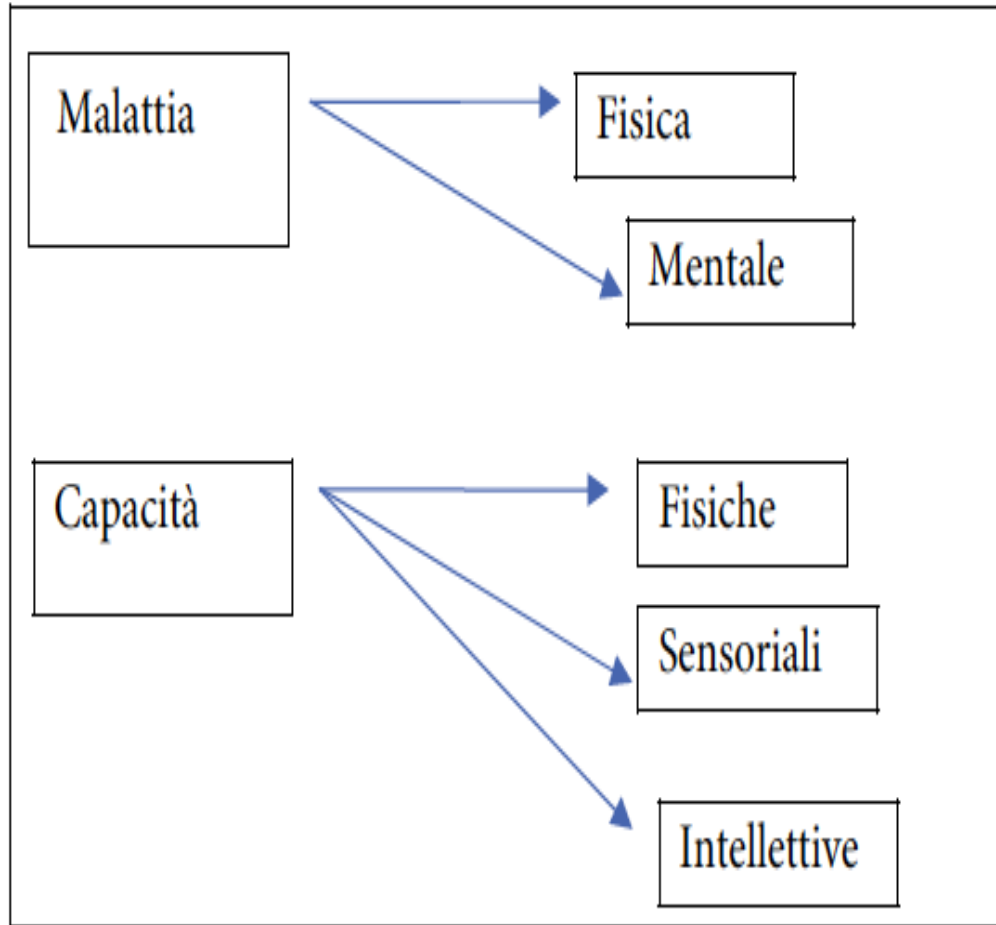 Malattia
Fisica
Mentale
Capacità
Fisiche
Sensoriali
Intellettive